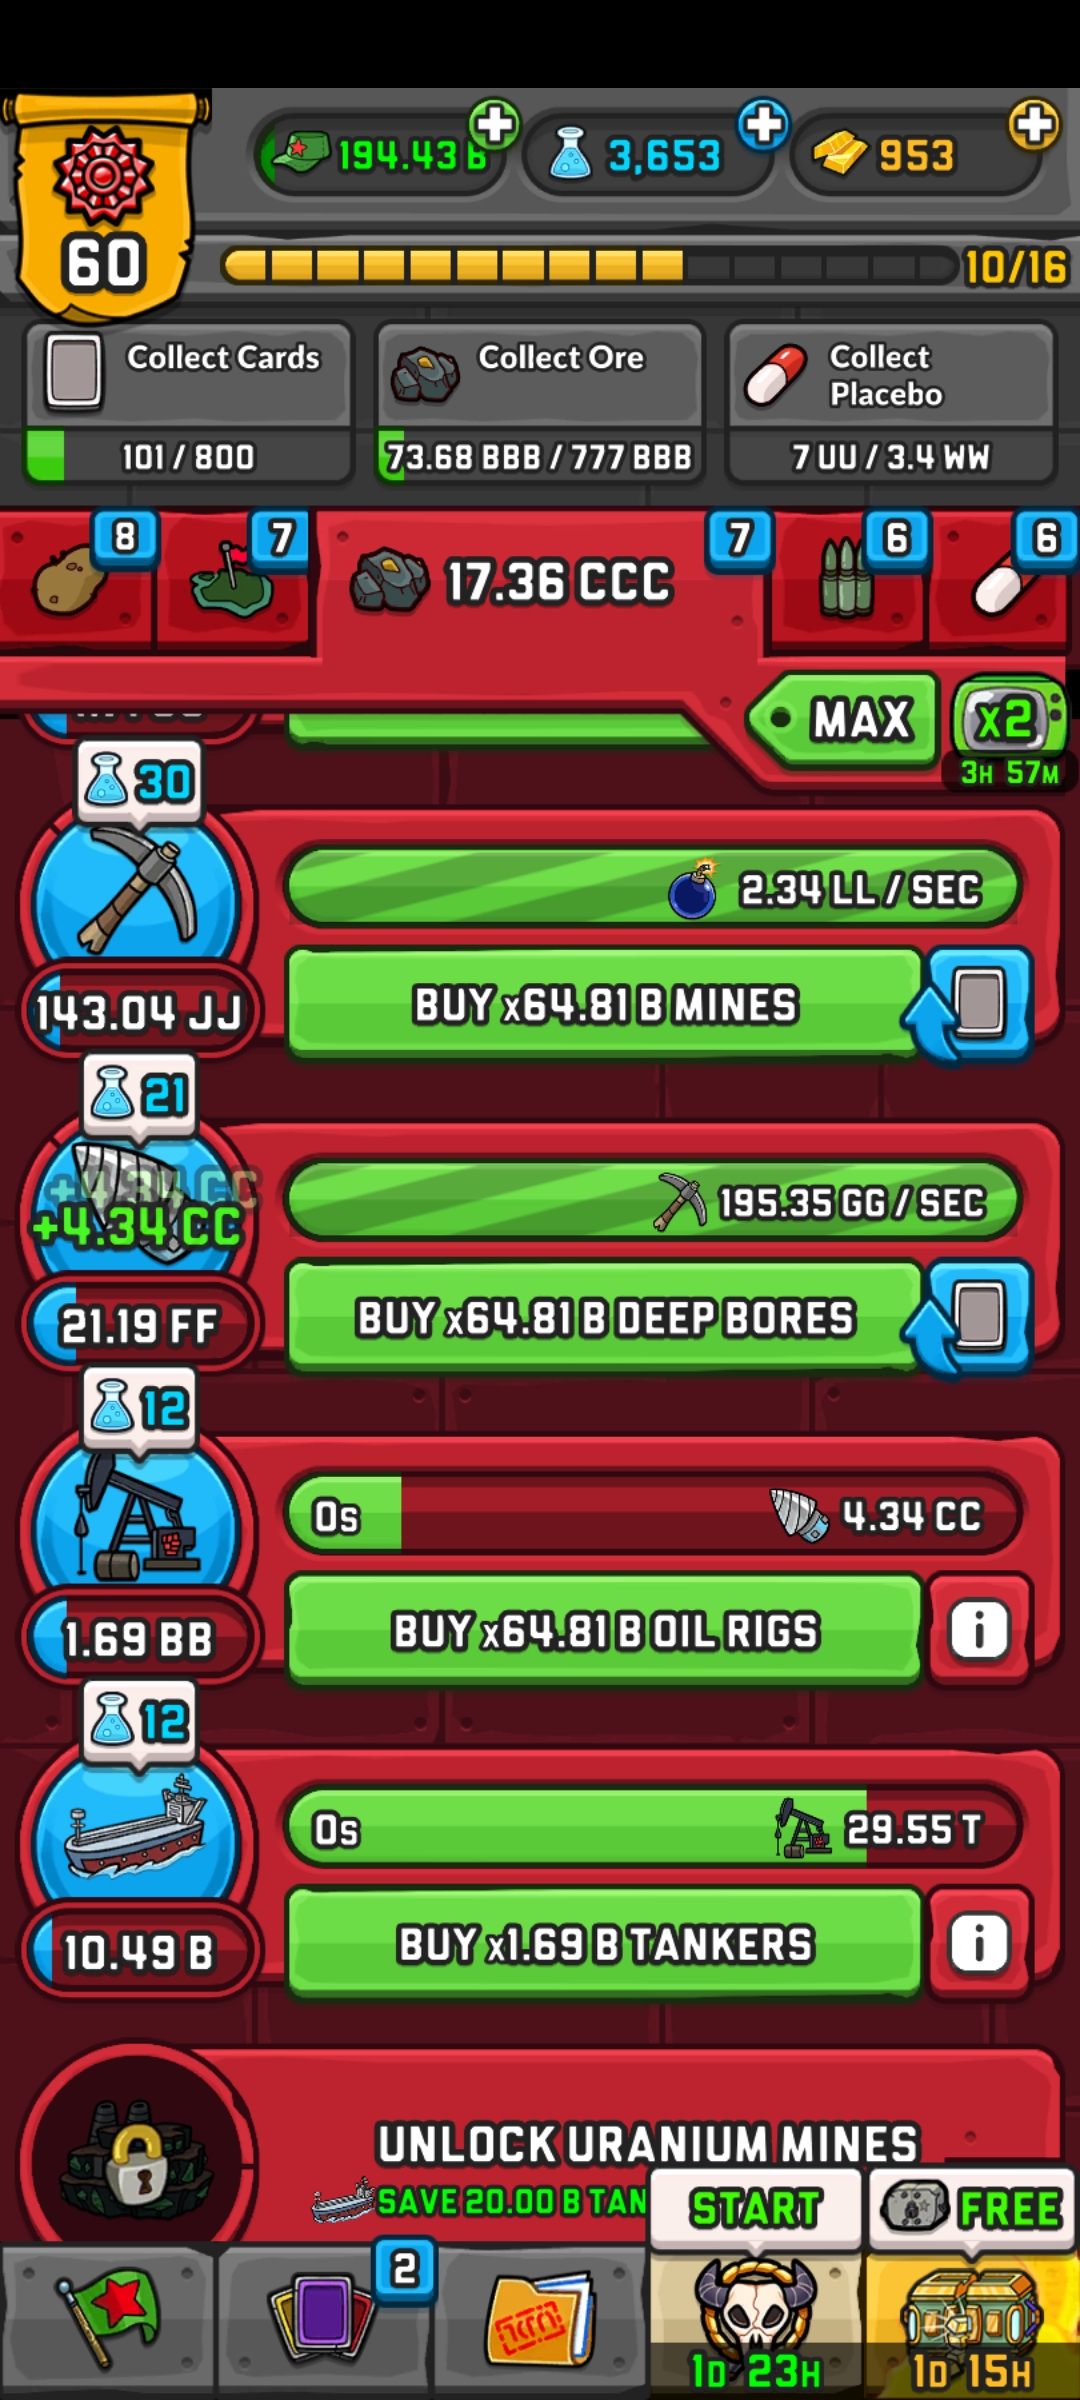 194.43 B
3,653
953
60
10/16
Collect Cards
101 / 800
Collect Ore
73.68 BBB / 777 BBB
Collect
Placebo
7 UU / 3.4 WW
8
7
17.36 CCC
7
6
6
MAX
x2
3H 57M
30
2.34 LL / SEC
143.04 JJ
BUY x64.81 B MINES
21
+4.34 CC
+4.34 CC
195.35 GG / SEC
21.19 FF
BUY x64.81 B DEEP BORES
12
0s
4.34 CC
1.69 BB
BUY x64.81 B OIL RIGS
i
12
0s
29.55 T
10.49 B
BUY x1.69 B TANKERS
i
UNLOCK URANIUM MINES
SAVE 20.00 B TAN
START
FREE
2
1D 23H
1D 15H